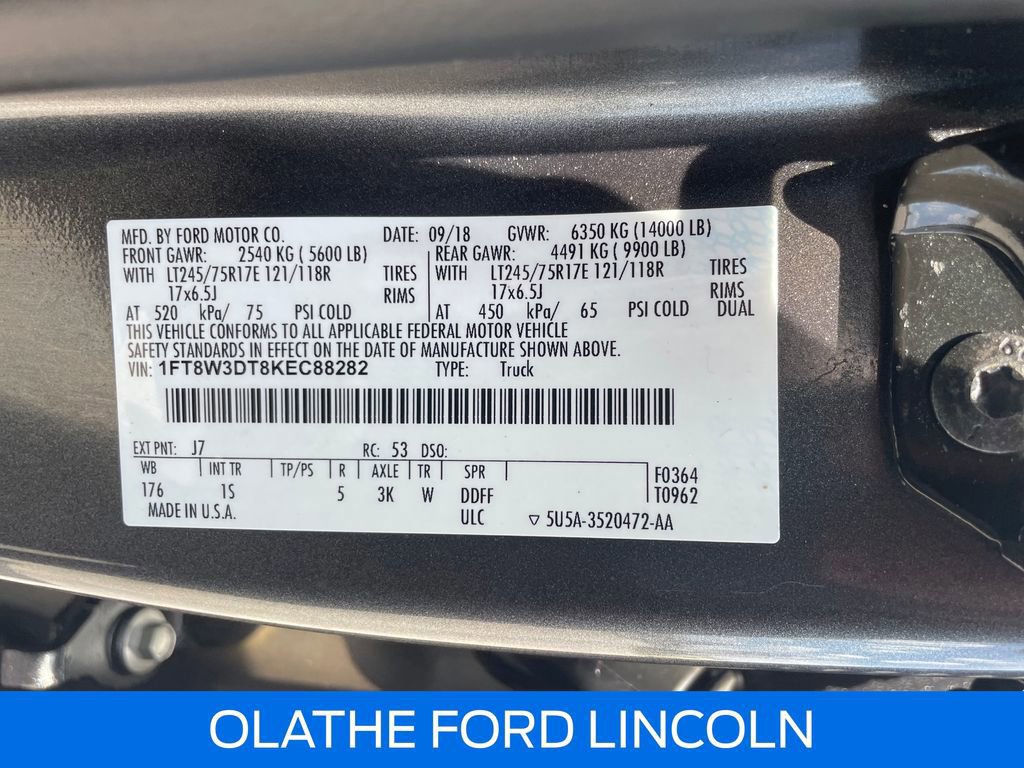 MFD. BY FORD MOTOR CO. DATE: 09/18 GVWR: 6350 KG (14000 LB)
FRONT GAWR: 2540 KG ( 5600 LB) REAR GAWR: 4491 KG ( 9900 LB)
WITH LT245/75R17E 121/118R TIRES WITH LT245/75R17E 121/118R TIRES
17x6.5J RIMS 17x6.5J RIMS
AT 520 kPa/ 75 PSI COLD AT 450 kPa/ 65 PSI COLD DUAL
THIS VEHICLE CONFORMS TO ALL APPLICABLE FEDERAL MOTOR VEHICLE
SAFETY STANDARDS IN EFFECT ON THE DATE OF MANUFACTURE SHOWN ABOVE.
VIN: 1FT8W3DT8KEC88282 TYPE: Truck
EXT PNT: J7 RC: 53 DSO:
WB INT TR TP/PS R AXLE TR SPR F0364
176 1S 5 3K W DDFF T0962
MADE IN U.S.A. ULC ▽ 5U5A-3520472-AA
OLATHE FORD LINCOLN